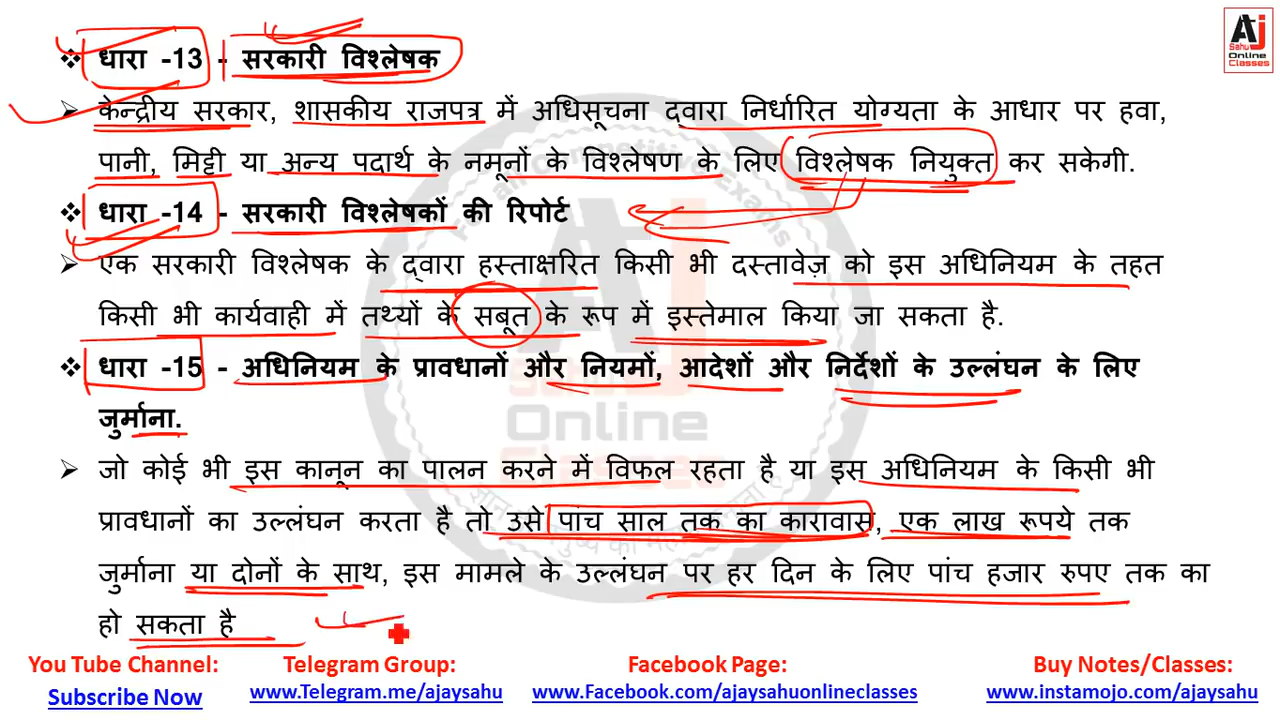 Aj
Sahu
Online
Classes
❖ धारा -13 - सरकारी विश्लेषक
➢ केन्द्रीय सरकार, शासकीय राजपत्र में अधिसूचना द्वारा निर्धारित योग्यता के आधार पर हवा,
पानी, मिट्टी या अन्य पदार्थ के नमूनों के विश्लेषण के लिए विश्लेषक नियुक्त कर सकेगी.
❖ धारा -14 - सरकारी विश्लेषकों की रिपोर्ट
➢ एक सरकारी विश्लेषक के द्वारा हस्ताक्षरित किसी भी दस्तावेज़ को इस अधिनियम के तहत
किसी भी कार्यवाही में तथ्यों के सबूत के रूप में इस्तेमाल किया जा सकता है.
❖ धारा -15 - अधिनियम के प्रावधानों और नियमों, आदेशों और निर्देशों के उल्लंघन के लिए
जुर्माना.
➢ जो कोई भी इस कानून का पालन करने में विफल रहता है या इस अधिनियम के किसी भी
प्रावधानों का उल्लंघन करता है तो उसे पांच साल तक का कारावास, एक लाख रूपये तक
जुर्माना या दोनों के साथ, इस मामले के उल्लंघन पर हर दिन के लिए पांच हजार रुपए तक का
हो सकता है
You Tube Channel: Telegram Group: Facebook Page: Buy Notes/Classes:
Subscribe Now www.Telegram.me/ajaysahu www.Facebook.com/ajaysahuonlineclasses www.instamojo.com/ajaysahu